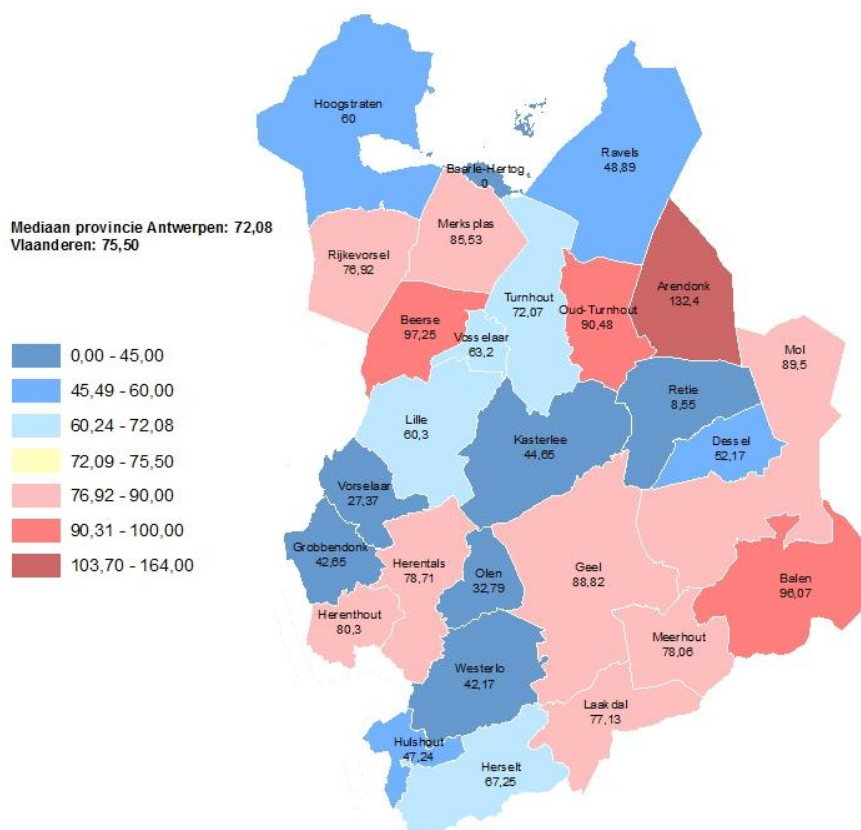 Hoogstraten
60
Ravels
48,89
Baarle-Hertog
0
Mediaan provincie Antwerpen: 72,08
Vlaanderen: 75,50
Merksplas
85,53
Rijkevorsel
76,92
Turnhout
72,07
Arendonk
132,4
Oud-Turnhout
90,48
Beerse
97,25
Vosselaar
63,2
Mol
89,5
0,00 - 45,00
45,49 - 60,00
60,24 - 72,08
72,09 - 75,50
76,92 - 90,00
90,31 - 100,00
103,70 - 164,00
Retie
8,55
Lille
60,3
Kasterlee
44,65
Dessel
52,17
Vorselaar
27,37
Grobbendonk
42,65
Herentals
78,71
Olen
32,79
Geel
88,82
Balen
96,07
Herenthout
80,3
Meerhout
78,06
Westerlo
42,17
Laakdal
77,13
Hulshout
47,24
Herselt
67,25